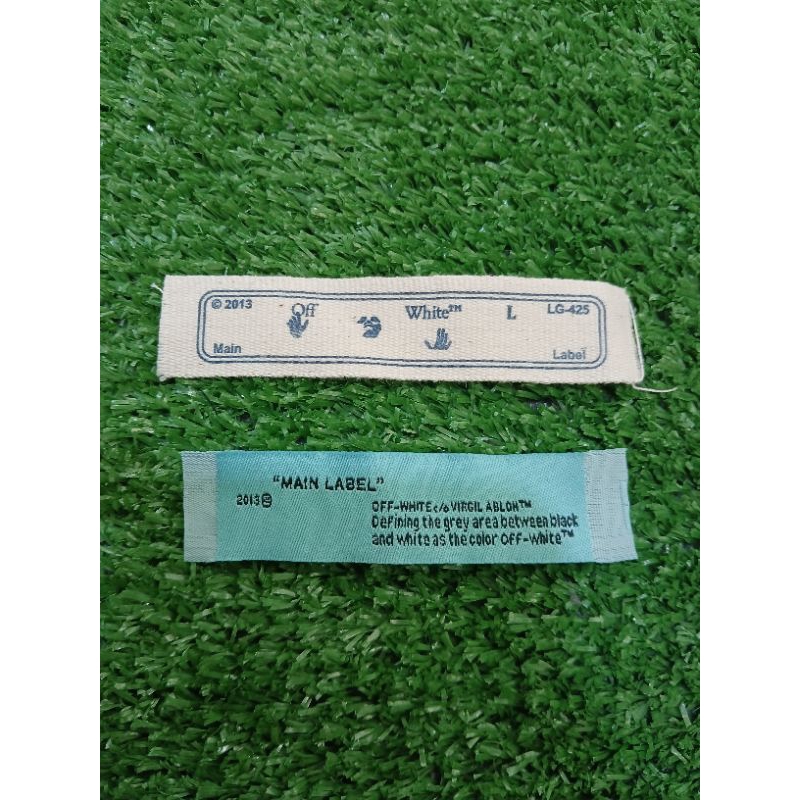 © 2013 Off White™ L LG-425
Main Label
"MAIN LABEL"
2013©
OFF-WHITE c/o VIRGIL ABLOH™
Defining the grey area between black
and white as the color OFF-White™